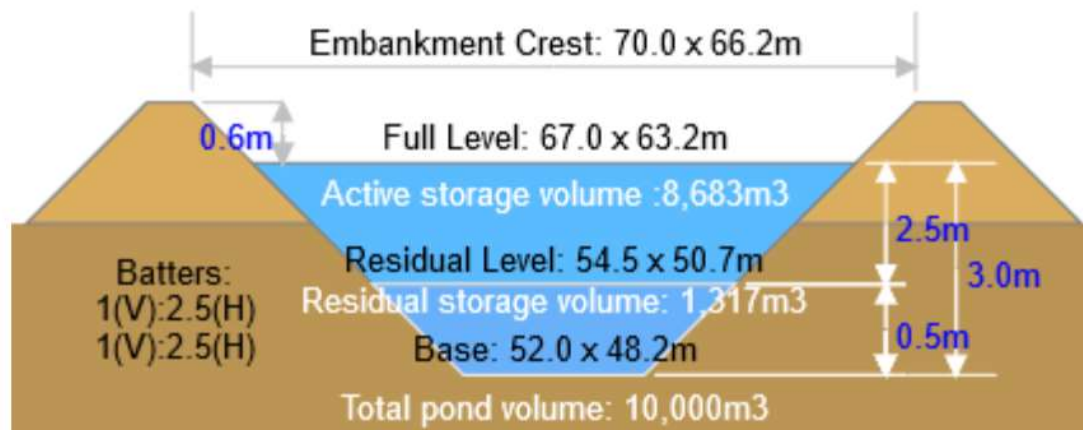 Embankment Crest: 70.0 x 66.2m
0.6m
Full Level: 67.0 x 63.2m
Active storage volume :8,683m3
2.5m
Residual Level: 54.5 x 50.7m
3.0m
Batters:
1(V):2.5(H)
1(V):2.5(H)
Residual storage volume: 1,317m3
0.5m
Base: 52.0 x 48.2m
Total pond volume: 10,000m3